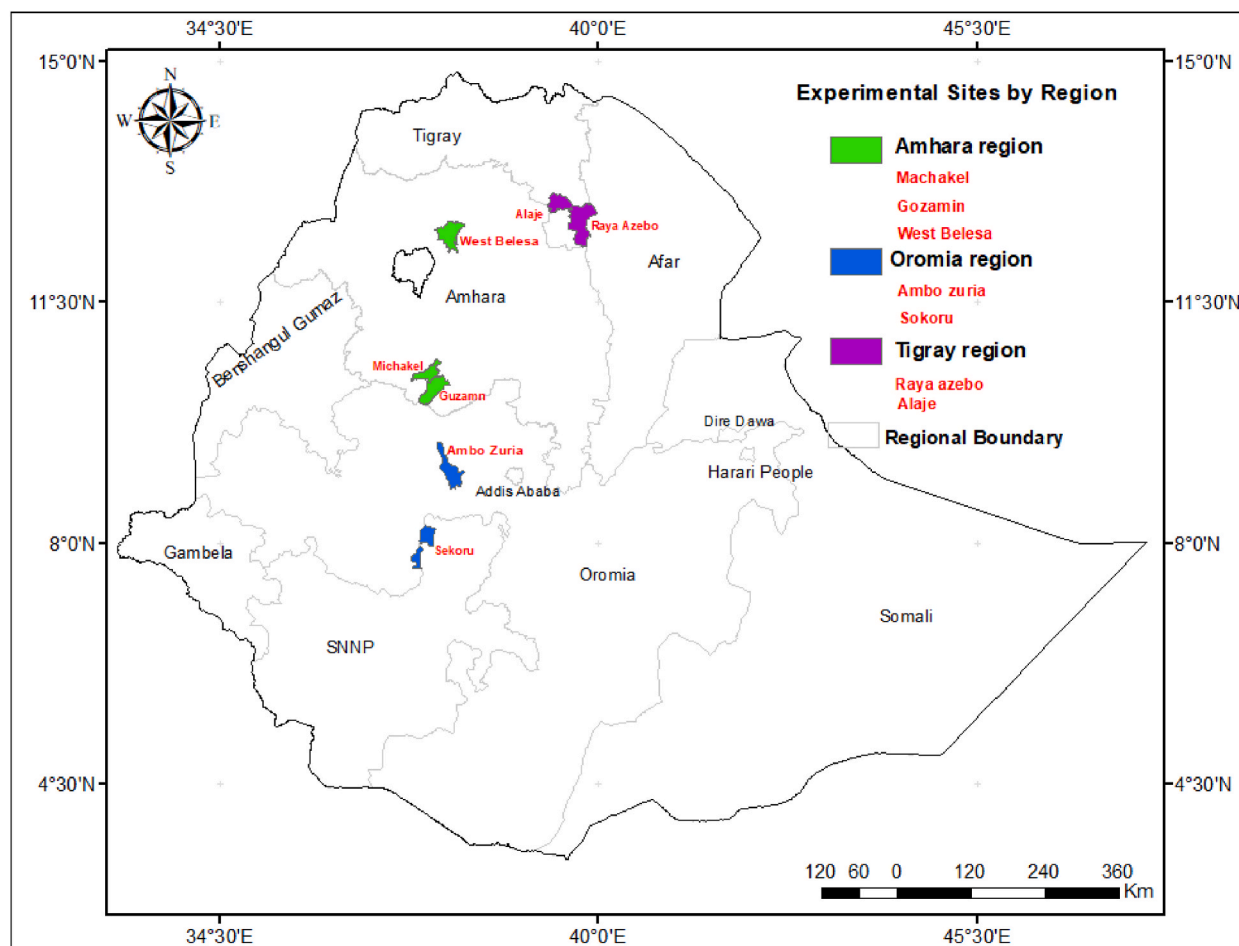 34°30'E
40°0'E
45°30'E
15°0'N
15°0'N
N
W
E
S
Experimental Sites by Region
Amhara region
Machakel
Gozamin
West Belesa
Oromia region
Ambo zuria
Sokoru
Tigray region
Raya azebo
Alaje
Regional Boundary
Tigray
Alaje
Raya Azebo
West Belesa
Afar
Amhara
11°30'N
11°30'N
Benshangul Gumaz
Michakel
Guzamn
Dire Dawa
Ambo Zuria
Harari People
Addis Ababa
Gambela
Sekoru
8°0'N
8°0'N
Oromia
Somali
SNNP
4°30'N
4°30'N
120 60 0 120 240 360
Km
34°30'E
40°0'E
45°30'E